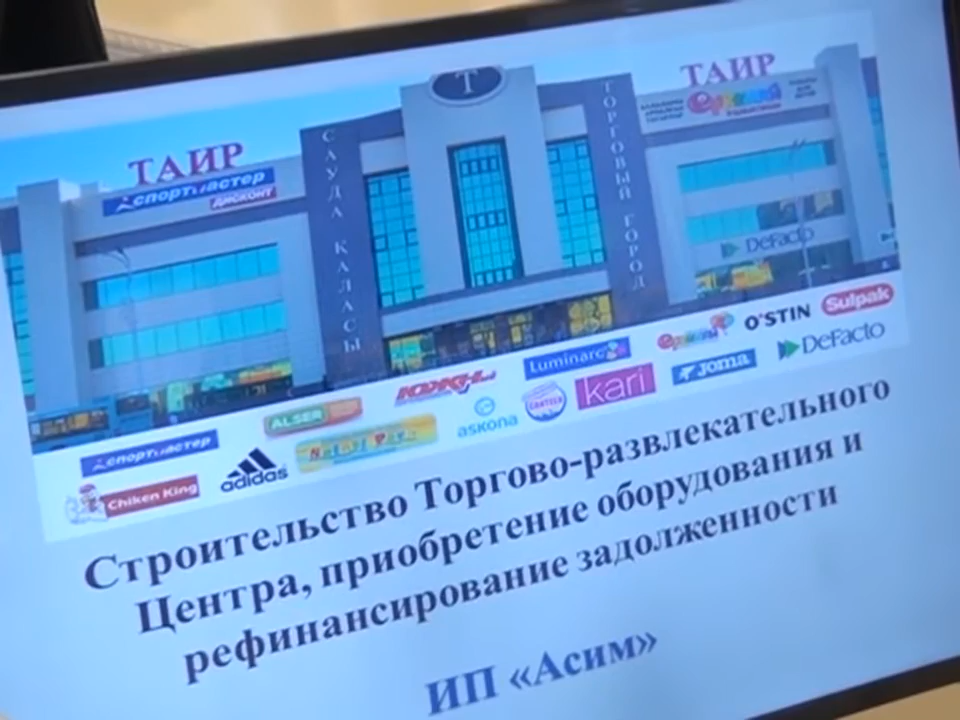 ТАИР
спортмастер
ДИСКОНТ
САУДА ҚАЛАСЫ
Т
ТОРГОВЫЙ ГОРОД
ТАИР
DeFacto
спортмастер
ALSER
Luminarc
O'STIN
Sulpak
Chiken King
adidas
askona
kari
JOMA
DeFacto
Строительство Торгово-развлекательного
Центра, приобретение оборудования и
рефинансирование задолженности
ИП «Асим»